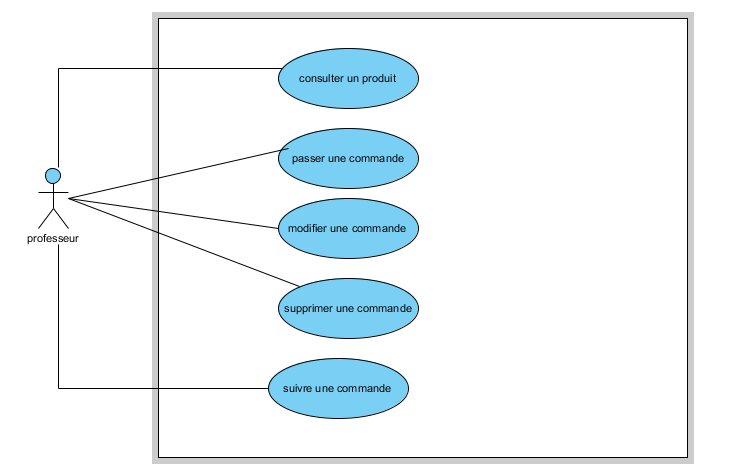 consulter un produit
passer une commande
modifier une commande
professeur
supprimer une commande
suivre une commande